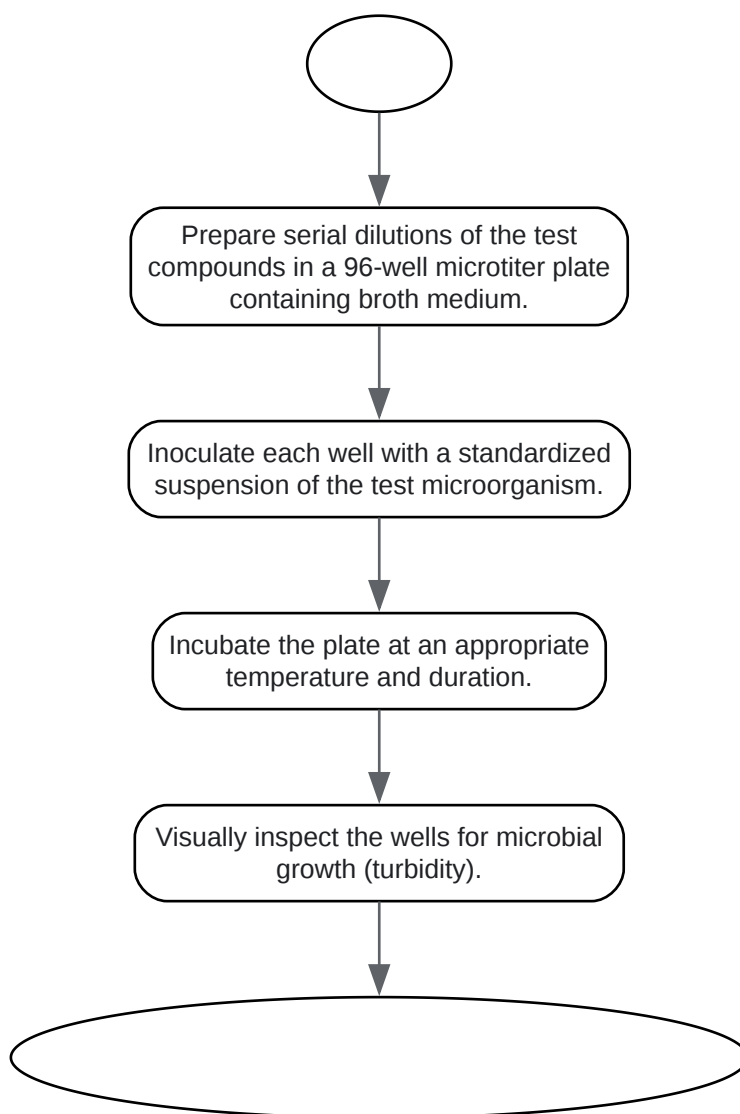 Prepare serial dilutions of the test
compounds in a 96-well microtiter plate
containing broth medium.
Inoculate each well with a standardized
suspension of the test microorganism.
Incubate the plate at an appropriate
temperature and duration.
Visually inspect the wells for microbial
growth (turbidity).